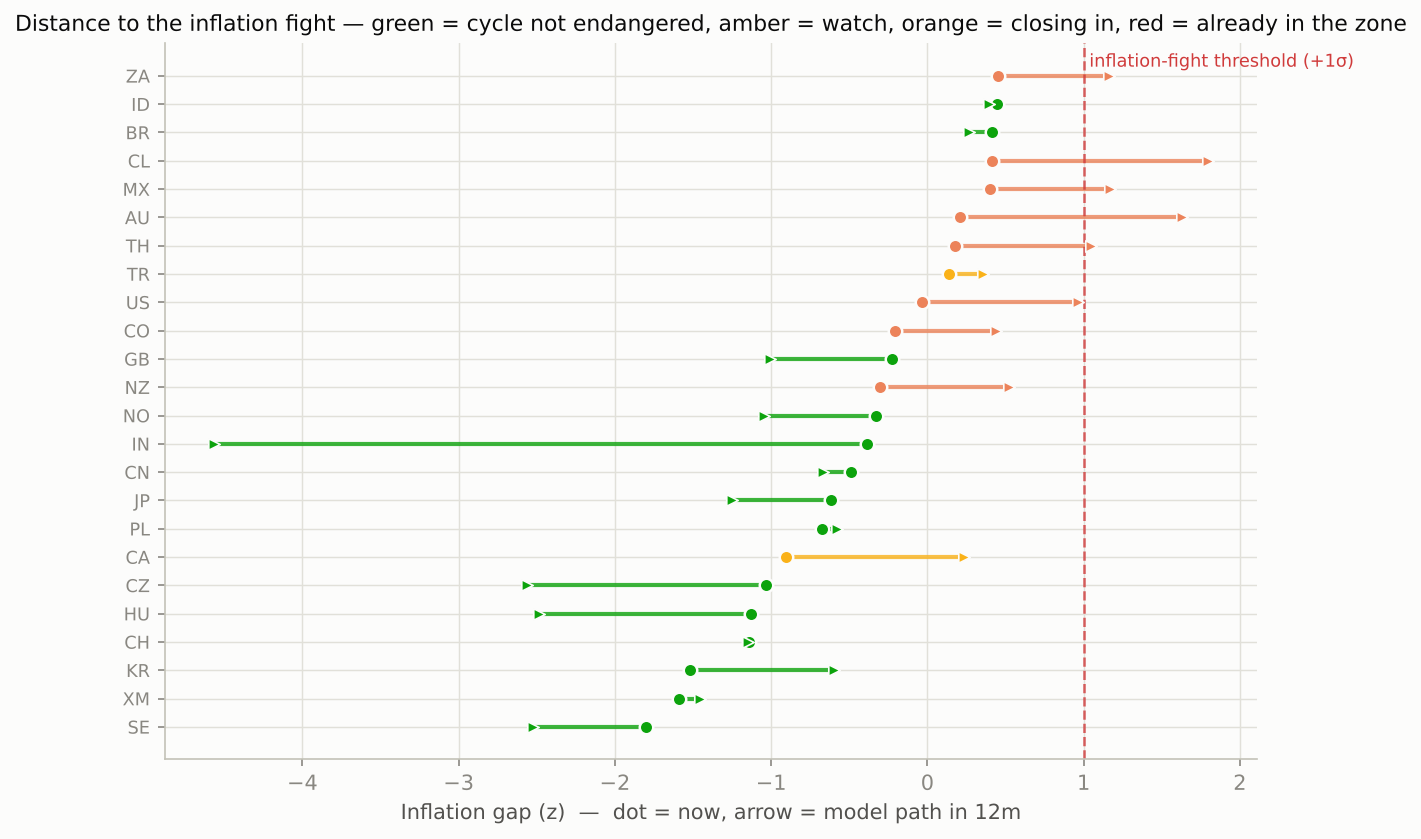 Distance to the inflation fight — green = cycle not endangered, amber = watch, orange = closing in, red = already in the zone
inflation-fight threshold (+1σ)
ZA
ID
BR
CL
MX
AU
TH
TR
US
CO
GB
NZ
NO
IN
CN
JP
PL
CA
CZ
HU
CH
KR
XM
SE
−4 −3 −2 −1 0 1 2
Inflation gap (z) — dot = now, arrow = model path in 12m